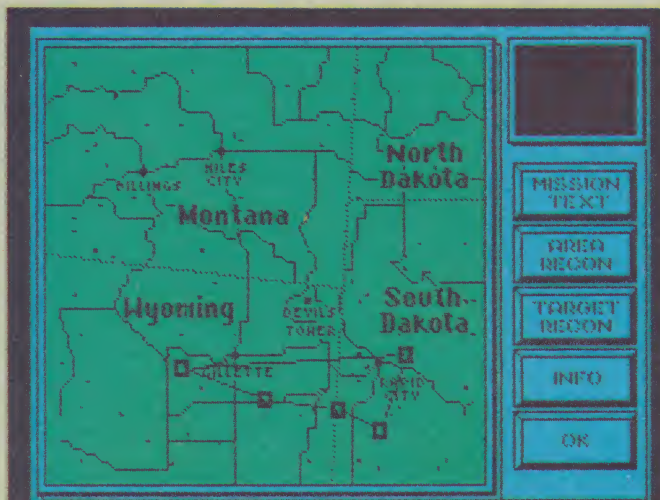 North
Dakota
MILES
CITY
BILLINGS
Montana
Wyoming
DEVIL'S
TOWER
South
Dakota
GILLETTE
RAPID
CITY
MISSION
TEXT
AREA
RECON
TARGET
RECON
INFO
OK